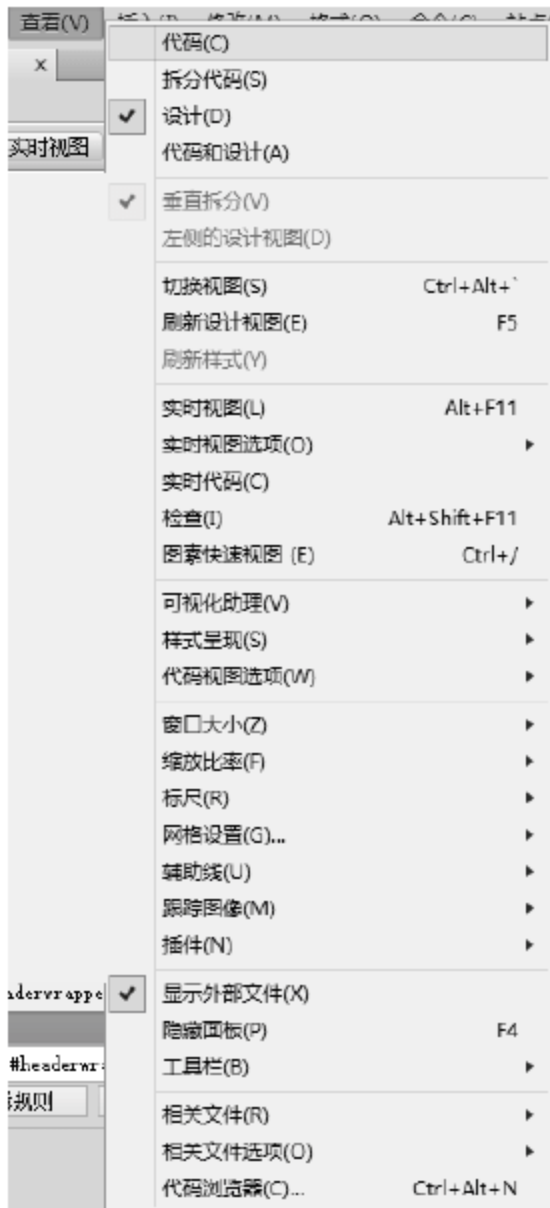 查看(V)
代码(C)
拆分代码(S)
设计(D)
实时视图
代码和设计(A)
垂直拆分(V)
左侧的设计视图(D)
切换视图(S) Ctrl+Alt+`
刷新设计视图(E) F5
刷新样式(Y)
实时视图(L) Alt+F11
实时视图选项(O)
实时代码(C)
检查(I) Alt+Shift+F11
图素快速视图 (E) Ctrl+/
可视化助理(V)
样式呈现(S)
代码视图选项(W)
窗口大小(Z)
缩放比率(F)
标尺(R)
网格设置(G)...
辅助线(U)
跟踪图像(M)
插件(N)
aderwrappe
显示外部文件(X)
隐藏面板(P) F4
#headerwr
工具栏(B)
规则
相关文件(R)
相关文件选项(O)
代码浏览器(C)... Ctrl+Alt+N